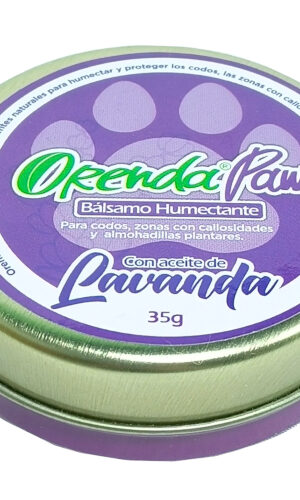 ntes naturales para humectar y proteger los codos, las zonas con callos
Orenda® Paw
Bálsamo Humectante
Para codos, zonas con callosidades
y almohadillas plantares.
Con aceite de
Lavanda
35g